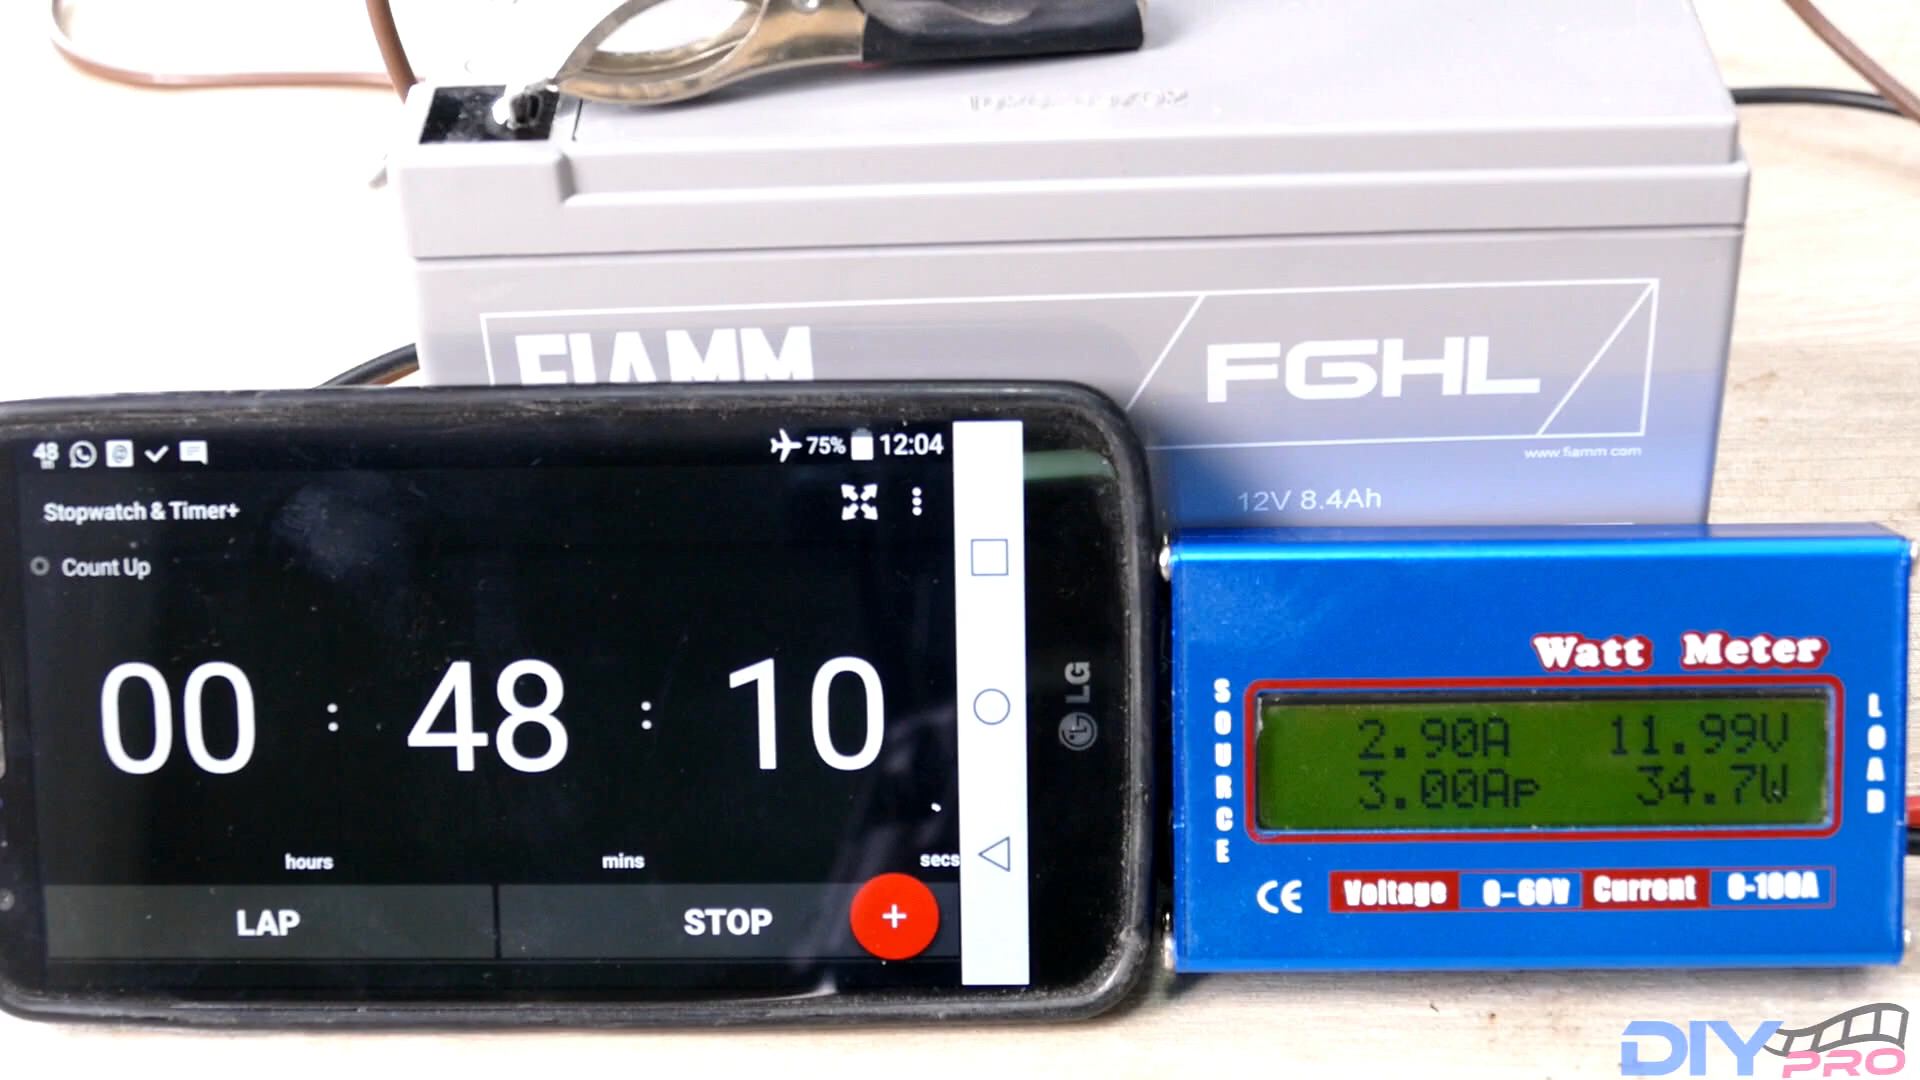 FIAMM
FGHL
www.fiamm.com
12V 8.4Ah
48
75% 12:04
Stopwatch & Timer+
Count Up
00 : 48 : 10
hours mins secs
LAP STOP +
LG
Watt Meter
SOURCE
2.90A 11.99V
3.00Ap 34.7W
LOAD
CE Voltage 0-60V Current 0-100A
DIY PRO